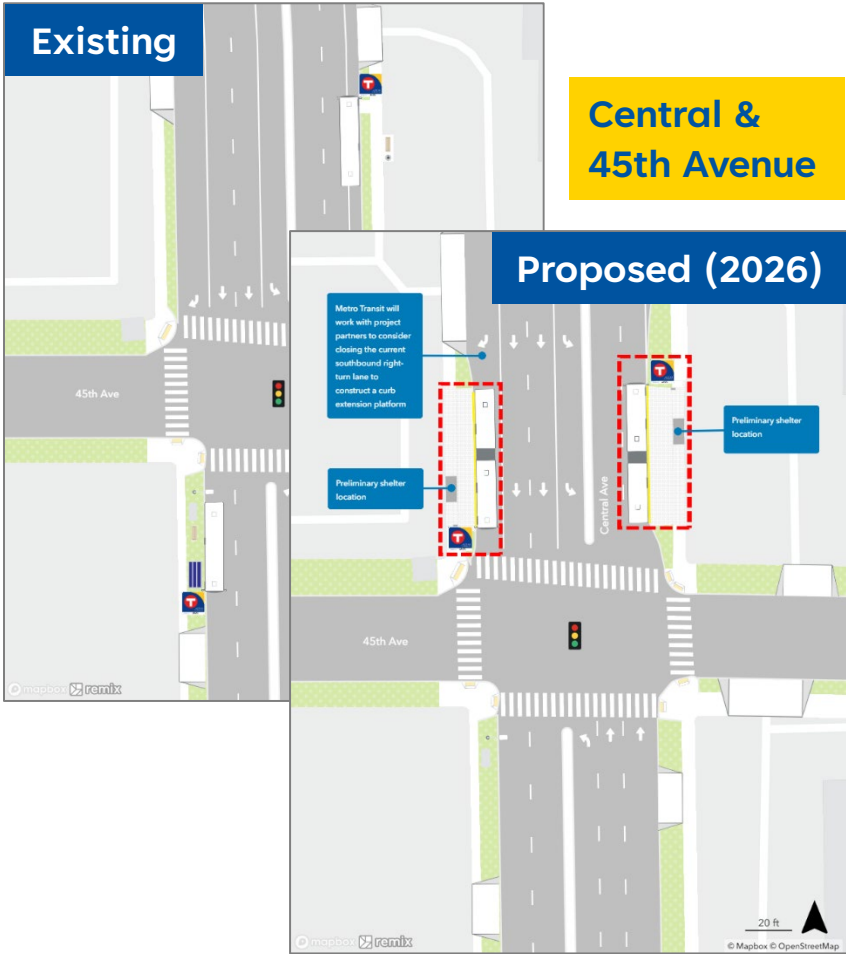 Existing
T
Central &
45th Avenue
Proposed (2026)
Metro Transit will
work with project
partners to consider
closing the current
southbound right-
turn lane to
construct a curb
extension platform
T
Preliminary shelter
location
45th Ave
Preliminary shelter
location
Central Ave
T
T
45th Ave
mapbox remix
20 ft
mapbox remix
© Mapbox © OpenStreetMap